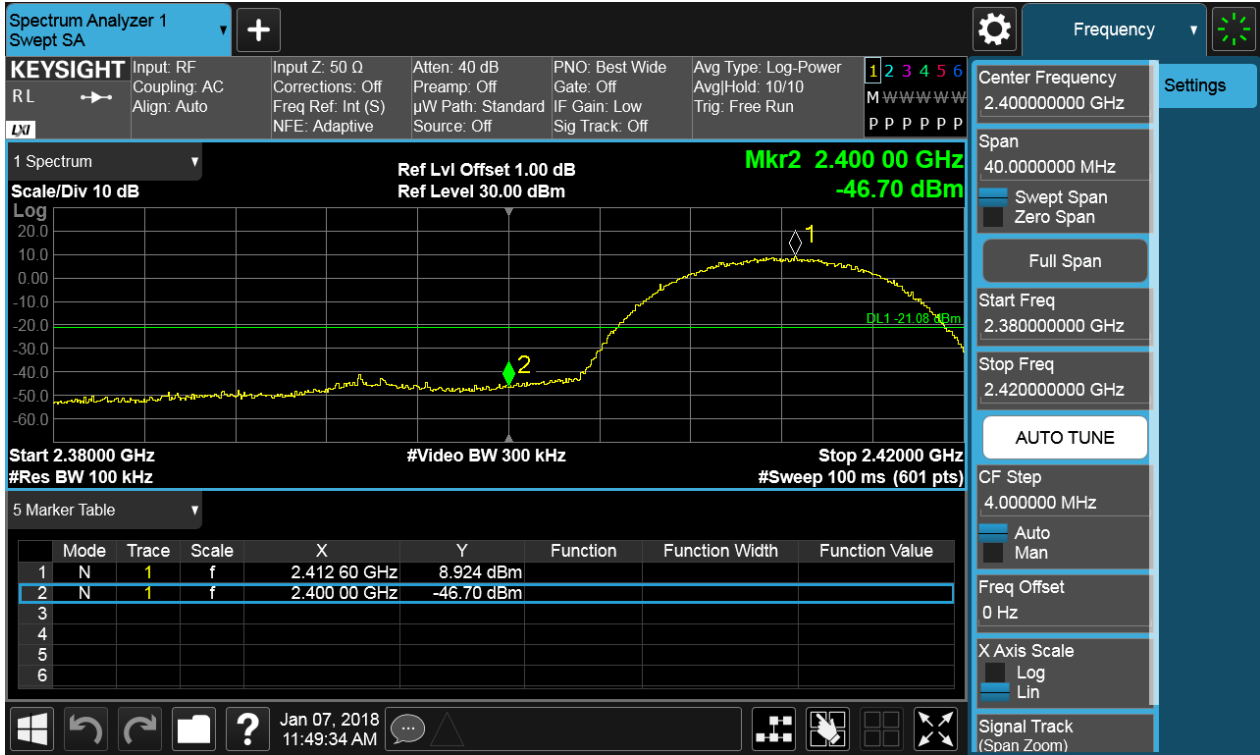 Spectrum Analyzer 1
Swept SA
Frequency
KEYSIGHT
RL
LXI
Input: RF
Coupling: AC
Align: Auto
Input Z: 50 Ω
Corrections: Off
Freq Ref: Int (S)
NFE: Adaptive
Atten: 40 dB
Preamp: Off
µW Path: Standard
Source: Off
PNO: Best Wide
Gate: Off
IF Gain: Low
Sig Track: Off
Avg Type: Log-Power
Avg|Hold: 10/10
Trig: Free Run
1 2 3 4 5 6
M W W W W W
P P P P P P
1 Spectrum
Scale/Div 10 dB
Ref Lvl Offset 1.00 dB
Ref Level 30.00 dBm
Mkr2 2.400 00 GHz
-46.70 dBm
Log
20.0
10.0
0.00
-10.0
-20.0
-30.0
-40.0
-50.0
-60.0
1
2
DL1 -21.08 dBm
Start 2.38000 GHz
#Video BW 300 kHz
Stop 2.42000 GHz
#Res BW 100 kHz
#Sweep 100 ms (601 pts)
5 Marker Table
Mode Trace Scale X Y Function Function Width Function Value
1 N 1 f 2.412 60 GHz 8.924 dBm
2 N 1 f 2.400 00 GHz -46.70 dBm
3
4
5
6
?
Jan 07, 2018
11:49:34 AM
Center Frequency
2.400000000 GHz
Span
40.0000000 MHz
Swept Span
Zero Span
Full Span
Start Freq
2.380000000 GHz
Stop Freq
2.420000000 GHz
AUTO TUNE
CF Step
4.000000 MHz
Auto
Man
Freq Offset
0 Hz
X Axis Scale
Log
Lin
Signal Track
(Span Zoom)
Settings